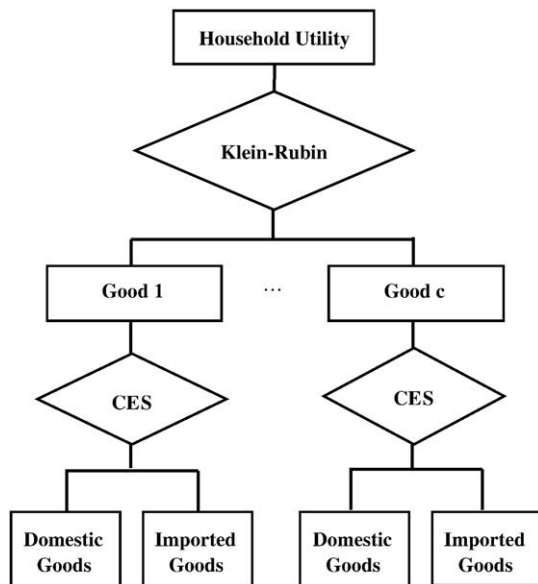 Household Utility
Klein-Rubin
Good 1
...
Good c
CES
CES
Domestic
Goods
Imported
Goods
Domestic
Goods
Imported
Goods